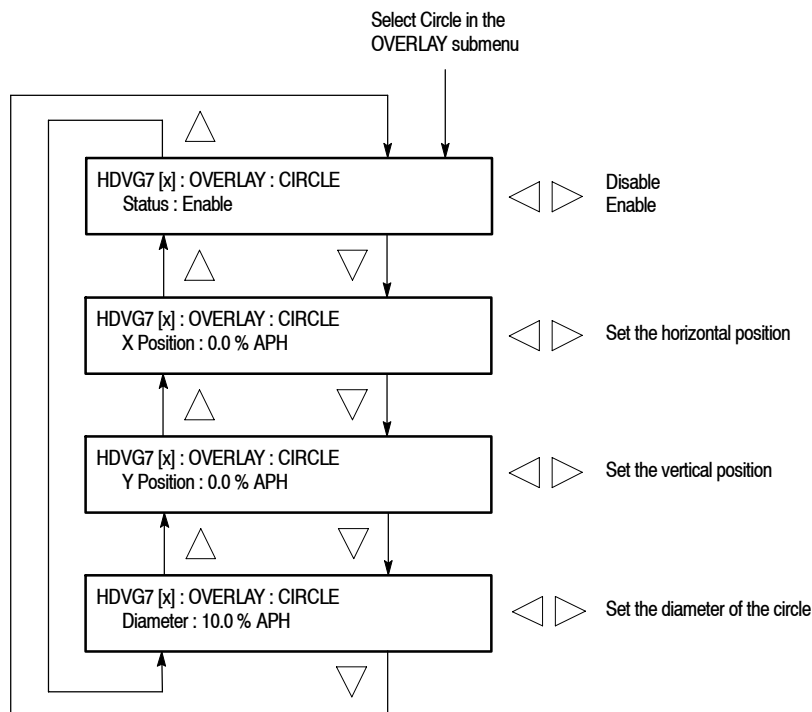 Select Circle in the
OVERLAY submenu
HDVG7 [x] : OVERLAY : CIRCLE
Status : Enable
Disable
Enable
HDVG7 [x] : OVERLAY : CIRCLE
X Position : 0.0 % APH
Set the horizontal position
HDVG7 [x] : OVERLAY : CIRCLE
Y Position : 0.0 % APH
Set the vertical position
HDVG7 [x] : OVERLAY : CIRCLE
Diameter : 10.0 % APH
Set the diameter of the circle